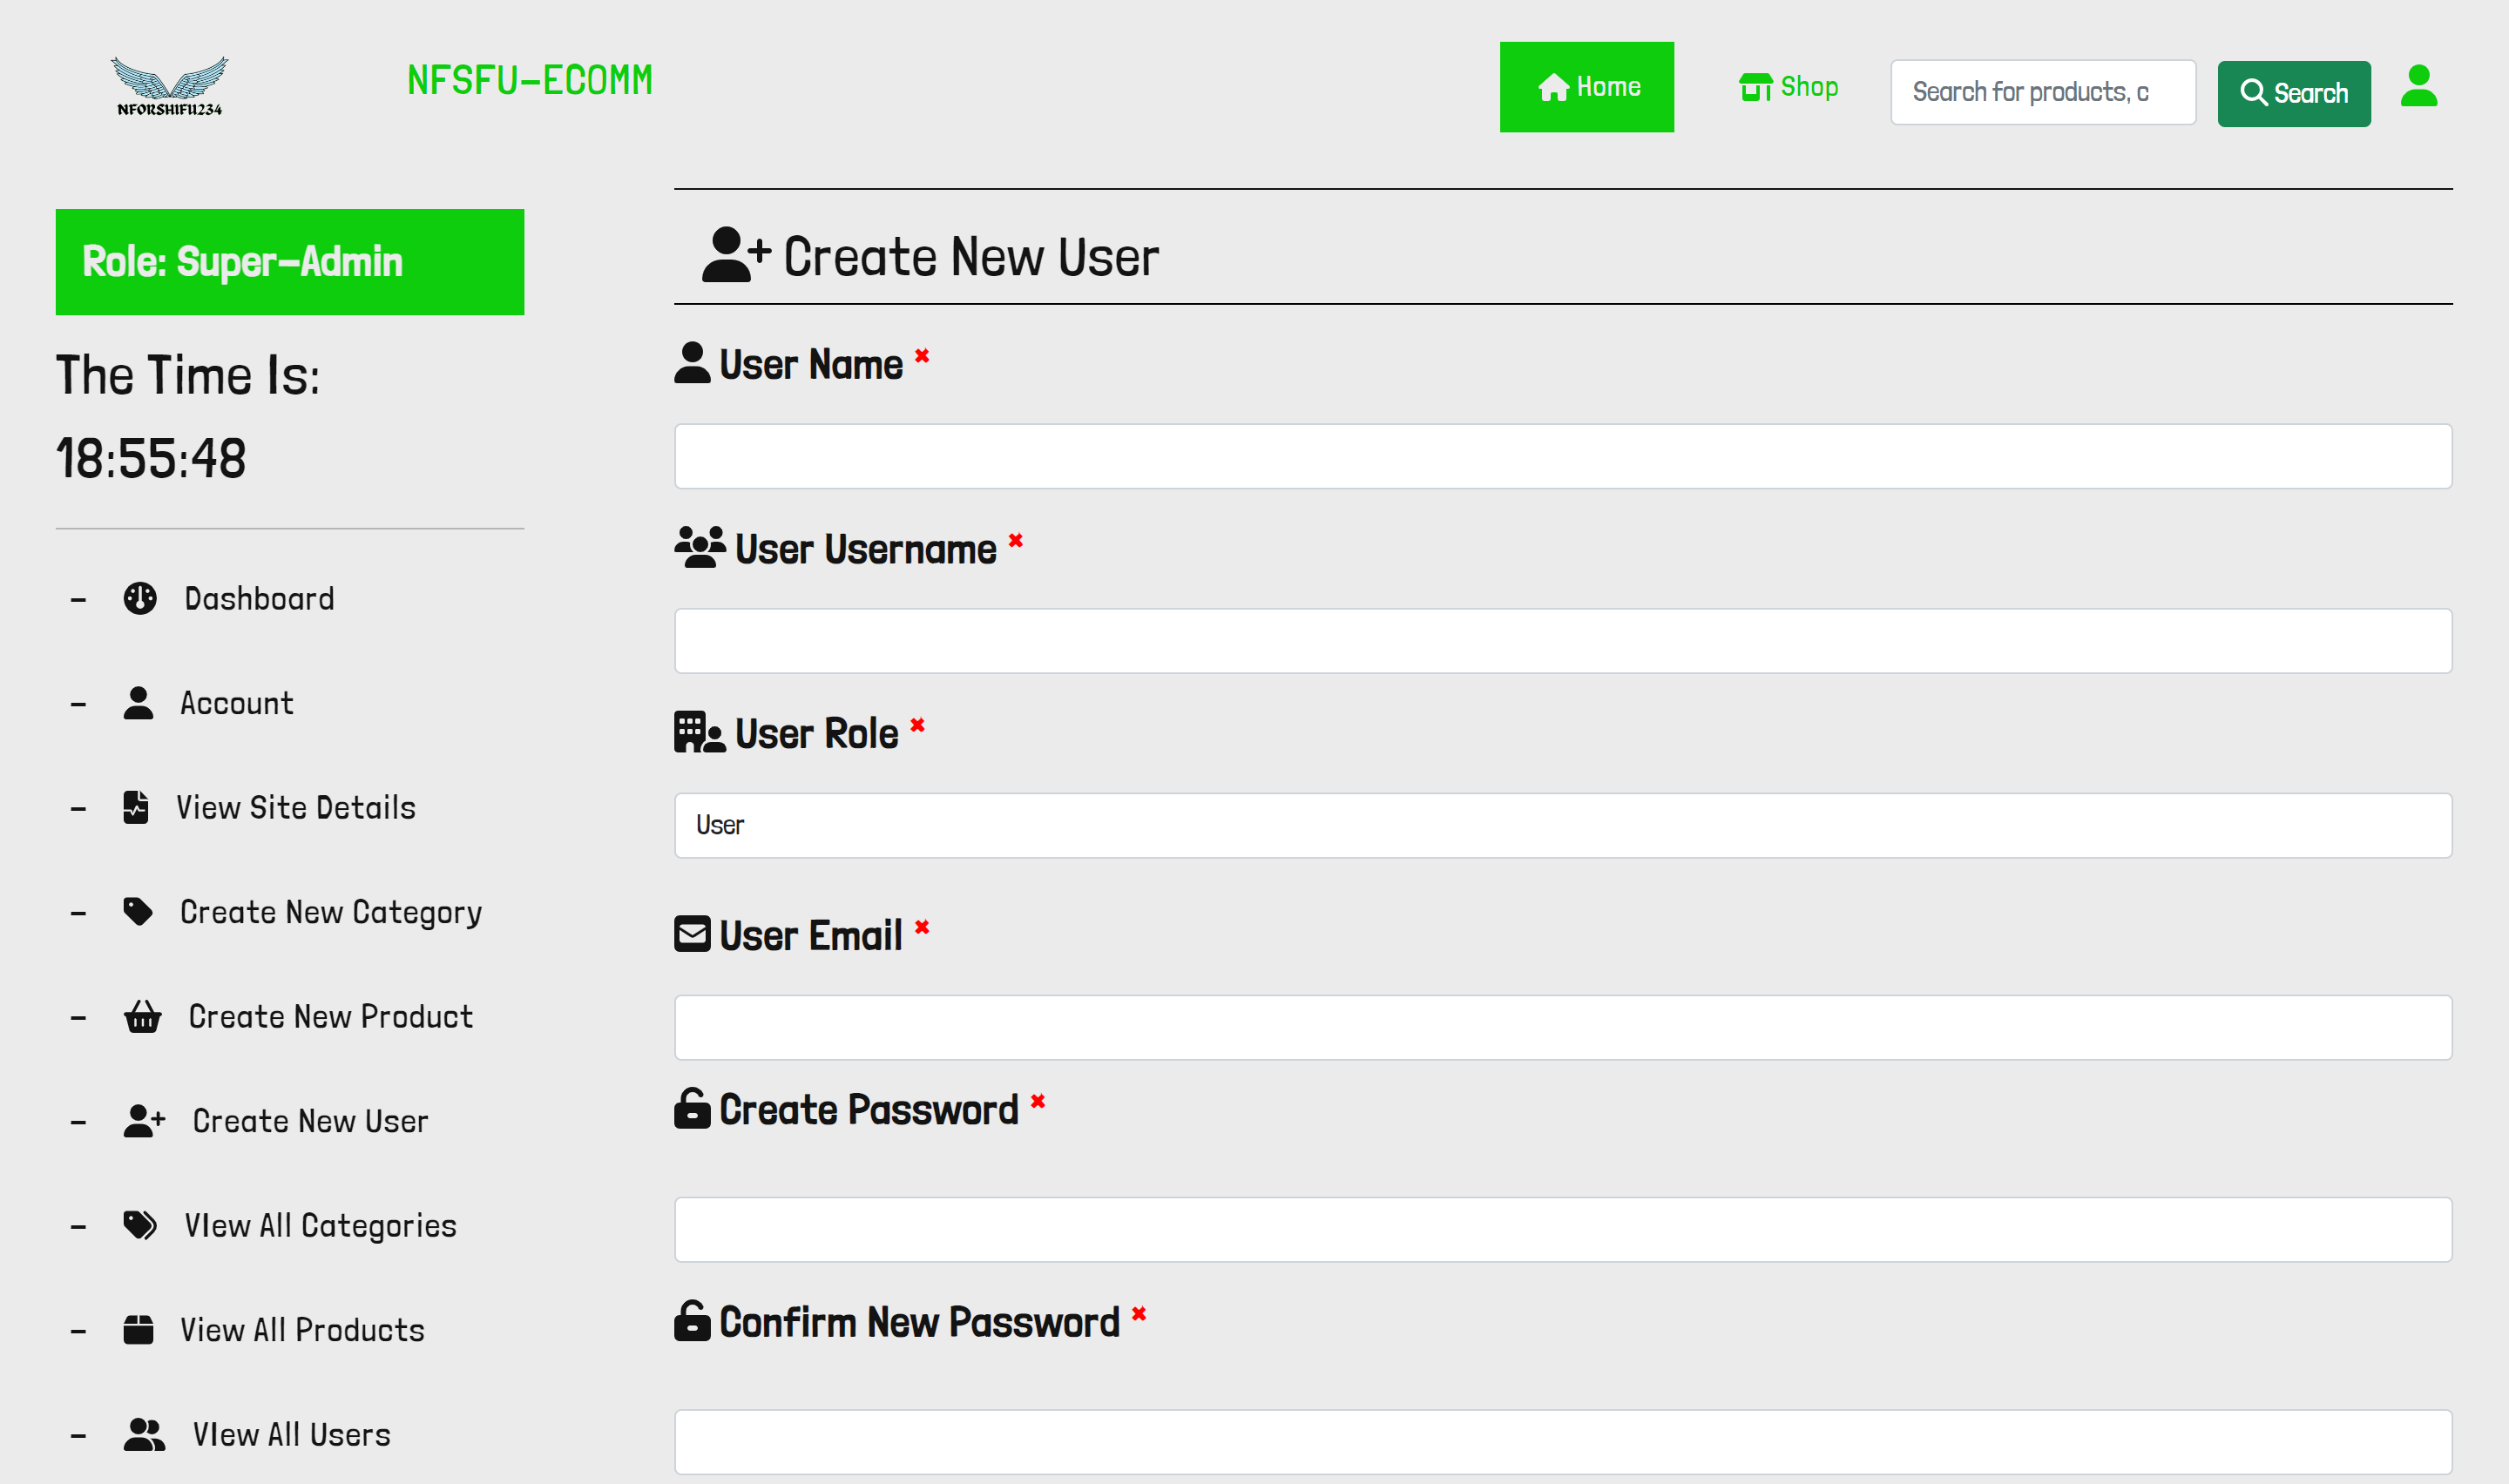 NFORSHIFU234
NFSFU-ECOMM
Home
Shop
Search for products, c
Search
Role: Super-Admin
The Time Is:
18:55:48
- Dashboard
- Account
- View Site Details
- Create New Category
- Create New Product
- Create New User
- VIew All Categories
- View All Products
- VIew All Users
Create New User
User Name *
User Username *
User Role *
User
User Email *
Create Password *
Confirm New Password *